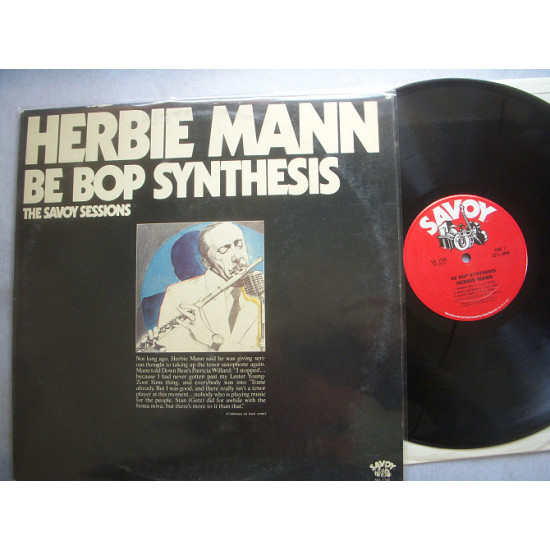 HERBIE MANN
BE BOP SYNTHESIS
THE SAVOY SESSIONS
Not long ago, Herbie Mann said he was giving seri-
ous thought to taking up the tenor saxophone again.
Mann told Down Beat's Patricia Willard: "I stopped...
because I had never gotten past my Lester Young-
Zoot Sims thing, and everybody was into 'Trane
already. But I was good, and there really isn't a tenor
player at this moment...nobody who is playing music
for the people. Stan (Getz) did for awhile with the
bossa nova, but there's more to it than that."
SAVOY
SAVOY
BE BOP SYNTHESIS
HERBIE MANN